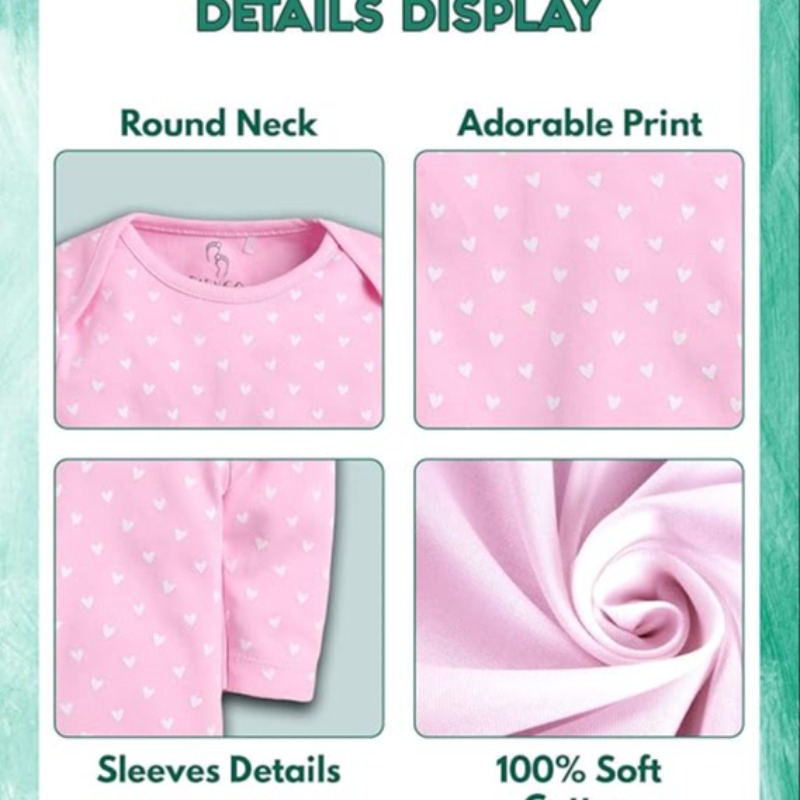 DETAILS DISPLAY
Round Neck
Adorable Print
Sleeves Details
100% Soft